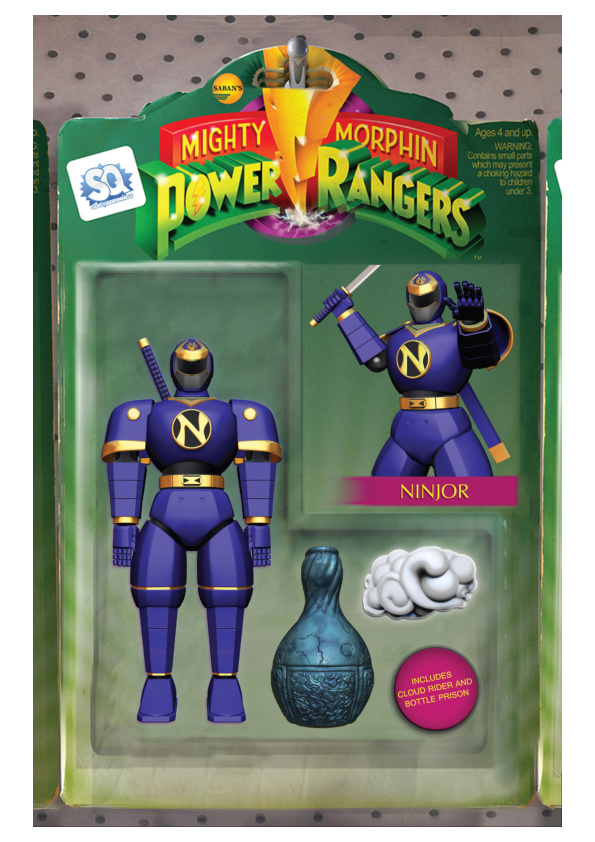 SABAN'S
MIGHTY MORPHIN
POWER RANGERS
TM
Ages 4 and up.
WARNING:
Contains small parts
which may present
a choking hazard
to children
under 3.
SQ
N
N
NINJOR
INCLUDES
CLOUD RIDER AND
BOTTLE PRISON